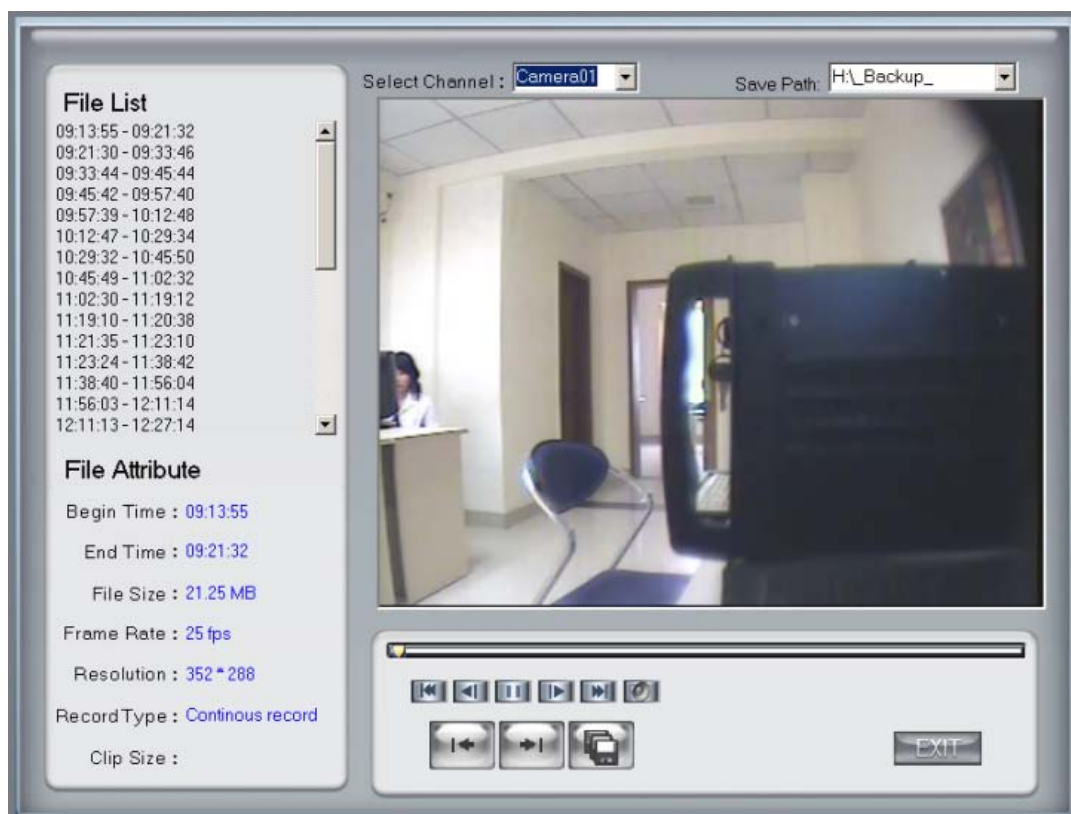 Select Channel : Camera01
Save Path: H:\_Backup_
File List
09:13:55 - 09:21:32
09:21:30 - 09:33:46
09:33:44 - 09:45:44
09:45:42 - 09:57:40
09:57:39 - 10:12:48
10:12:47 - 10:29:34
10:29:32 - 10:45:50
10:45:49 - 11:02:32
11:02:30 - 11:19:12
11:19:10 - 11:20:38
11:21:35 - 11:23:10
11:23:24 - 11:38:42
11:38:40 - 11:56:04
11:56:03 - 12:11:14
12:11:13 - 12:27:14
File Attribute
Begin Time : 09:13:55
End Time : 09:21:32
File Size : 21.25 MB
Frame Rate : 25 fps
Resolution : 352 * 288
Record Type : Continous record
Clip Size :
EXIT